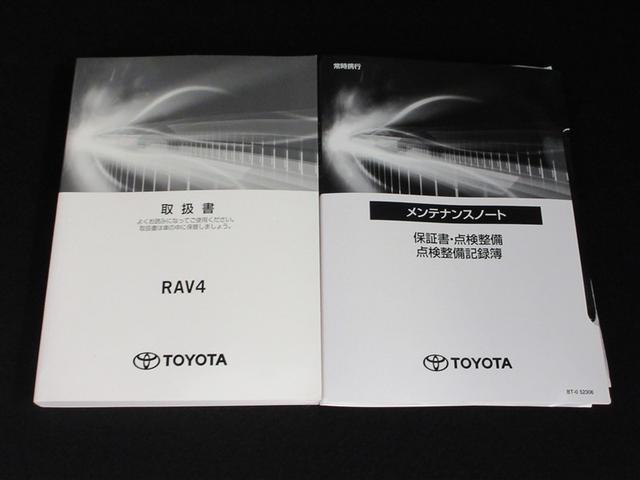 取扱書
よくお読みになってご使用ください。
取扱書は車の中に保管しましょう。
RAV4
TOYOTA
常時携行
メンテナンスノート
保証書・点検整備
点検整備記録簿
TOYOTA
BT-0 52306